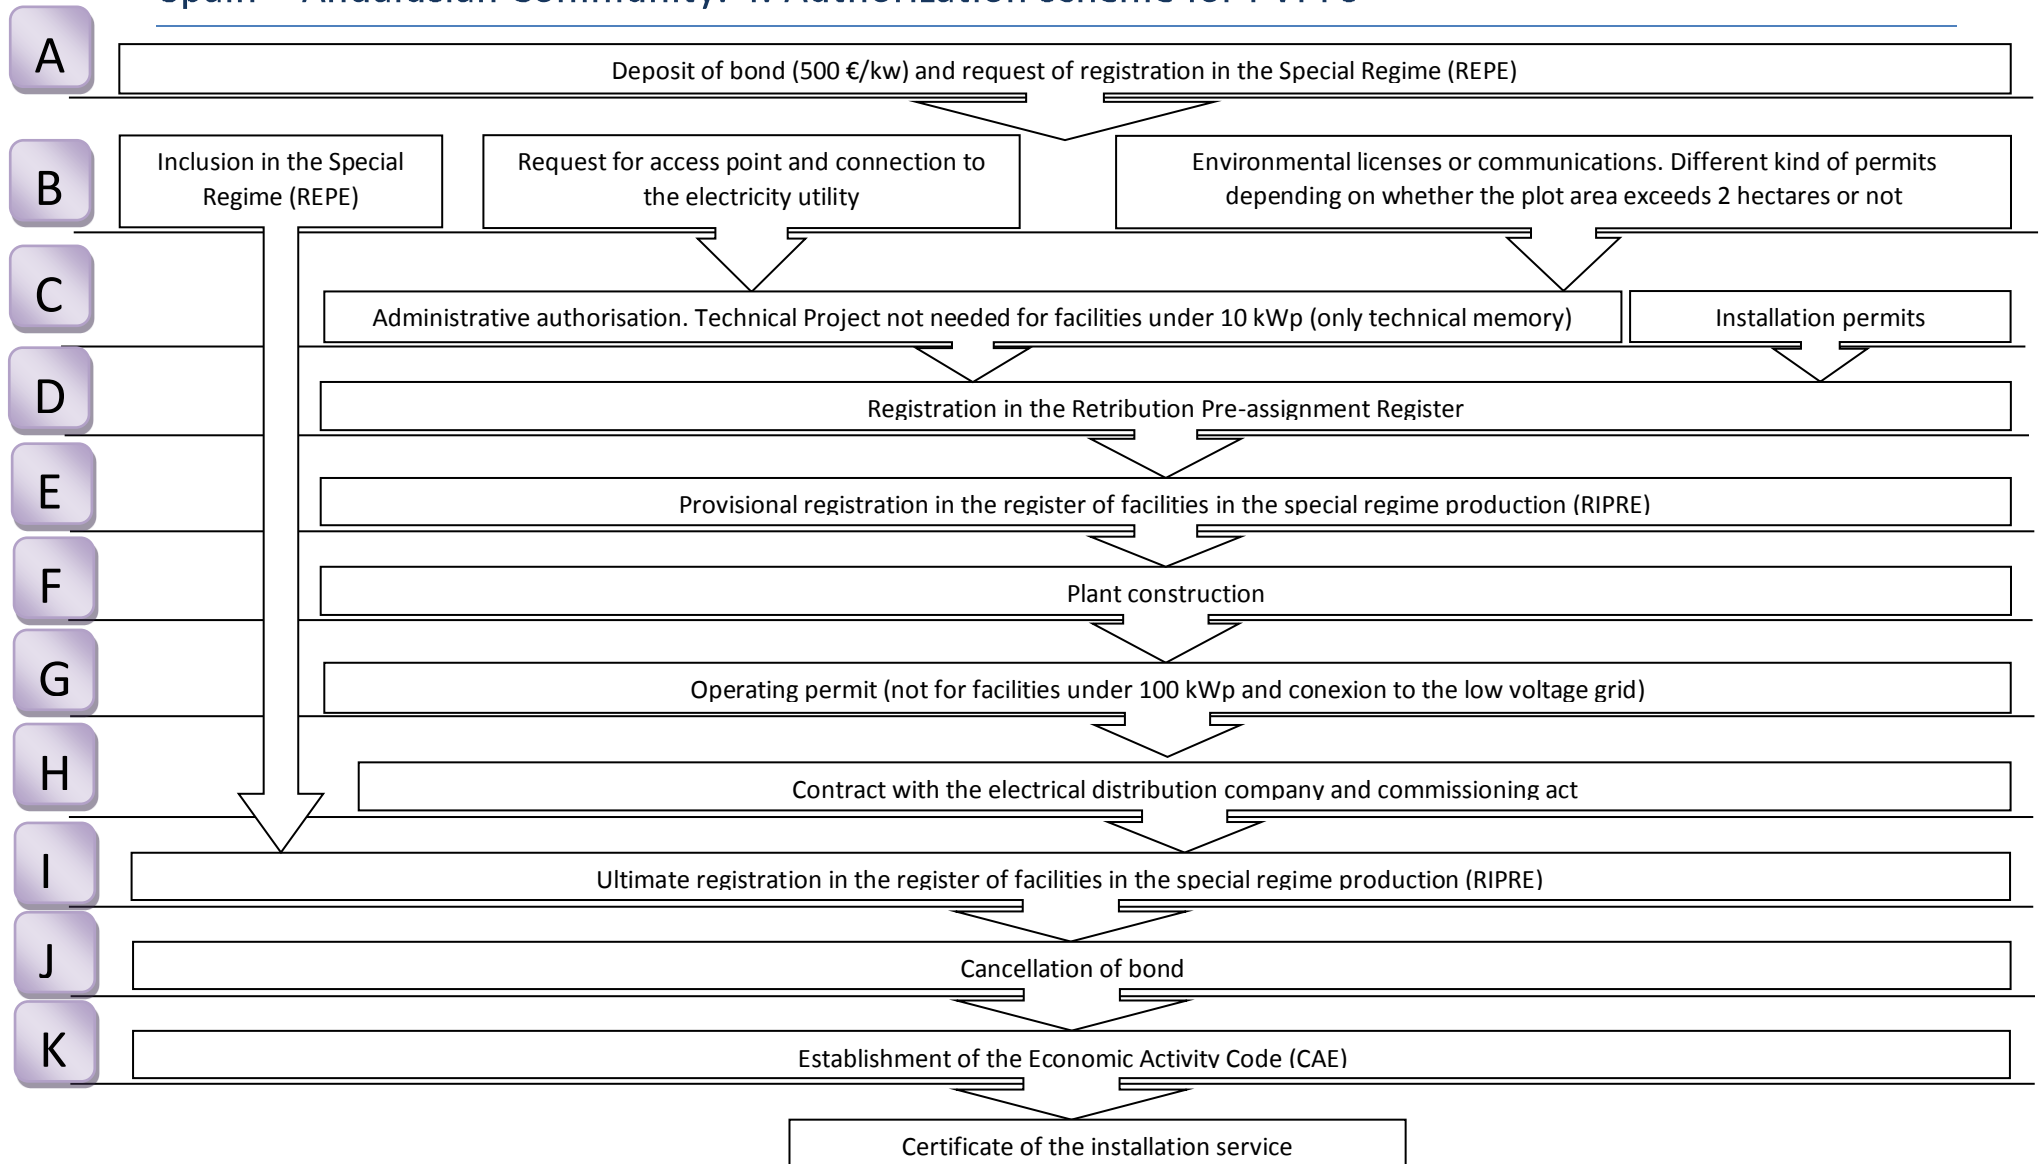 Spain – Andalusian Community: Authorization scheme for
A
Deposit of bond (500 €/kw) and request of registration in the Special Regime (REPE)
B
Inclusion in the Special
Regime (REPE)
Request for access point and connection to
the electricity utility
Environmental licenses or communications. Different kind of permits
depending on whether the plot area exceeds 2 hectares or not
C
Administrative authorisation. Technical Project not needed for facilities under 10 kWp (only technical memory)
Installation permits
D
Registration in the Retribution Pre-assignment Register
E
Provisional registration in the register of facilities in the special regime production (RIPRE)
F
Plant construction
G
Operating permit (not for facilities under 100 kWp and conexion to the low voltage grid)
H
Contract with the electrical distribution company and commissioning act
I
Ultimate registration in the register of facilities in the special regime production (RIPRE)
J
Cancellation of bond
K
Establishment of the Economic Activity Code (CAE)
Certificate of the installation service